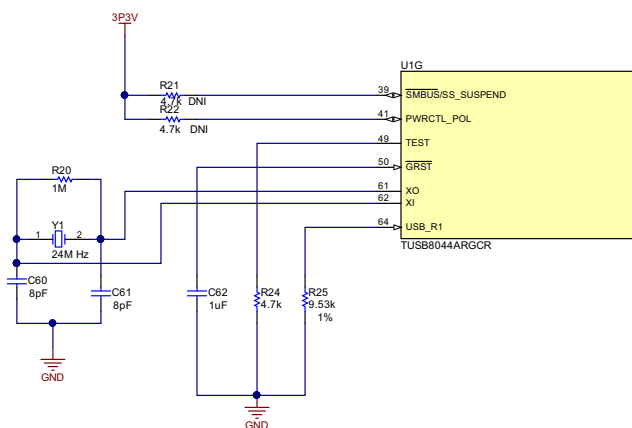 3P3V
U1G
R21
4.7k DNI
39 SMBUS/SS_SUSPEND
R22
4.7k DNI
41 PWRCTL_POL
49 TEST
50 GRST
R20
1M
61 XO
62 XI
Y1
1 2
24M Hz
64 USB_R1
TUSB8044ARGCR
C60
8pF
C61
8pF
C62
1uF
R24
4.7k
R25
9.53k
1%
GND
GND